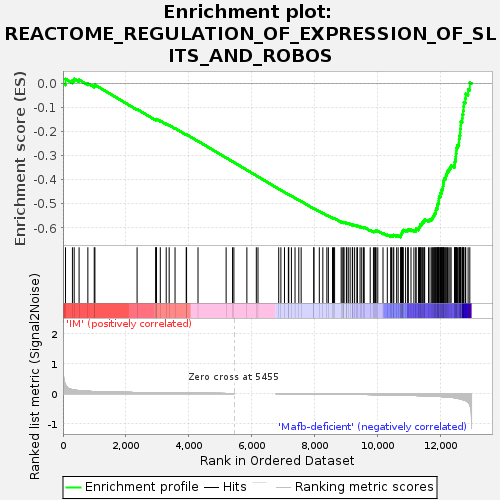 Enrichment plot:
REACTOME_REGULATION_OF_EXPRESSION_OF_SL
ITS_AND_ROBOS
Enrichment score (ES)
0.0
-0.1
-0.2
-0.3
-0.4
-0.5
-0.6
'IM' (positively correlated)
Ranked list metric (Signal2Noise)
2
1
0
-1
Zero cross at 5455
'Mafb-deficient' (negatively correlated)
0
2,000
4,000
6,000
8,000
10,000
12,000
Rank in Ordered Dataset
Enrichment profile
Hits
Ranking metric scores